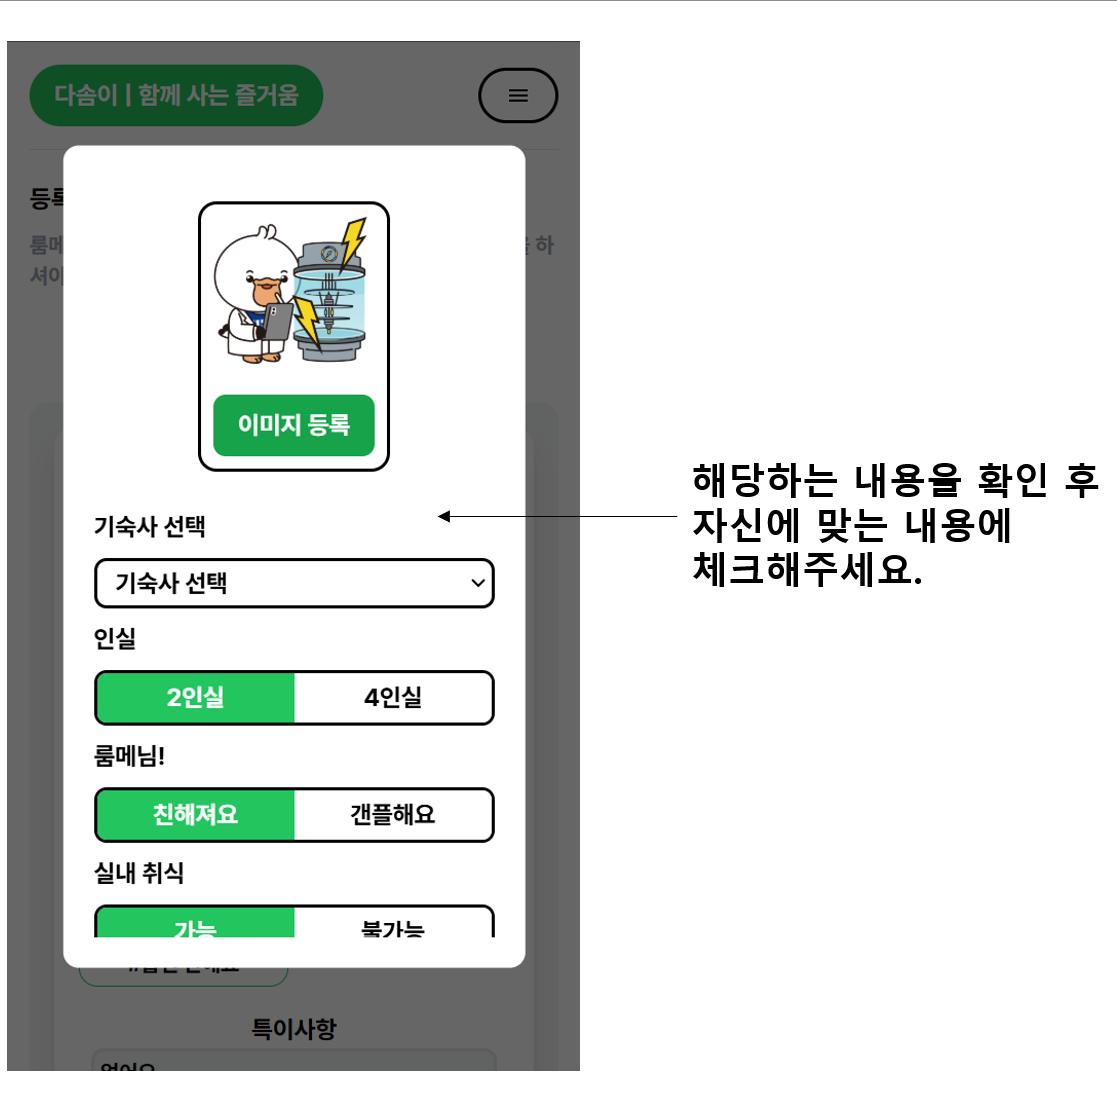 다솜이 | 함께 사는 즐거움
등록
룸메
하
셔야
이미지 등록
기숙사 선택
기숙사 선택
인실
2인실
4인실
룸메님!
친해져요
갠플해요
실내 취식
가능
불가능
특이사항
없어요
해당하는 내용을 확인 후
자신에 맞는 내용에
체크해주세요.